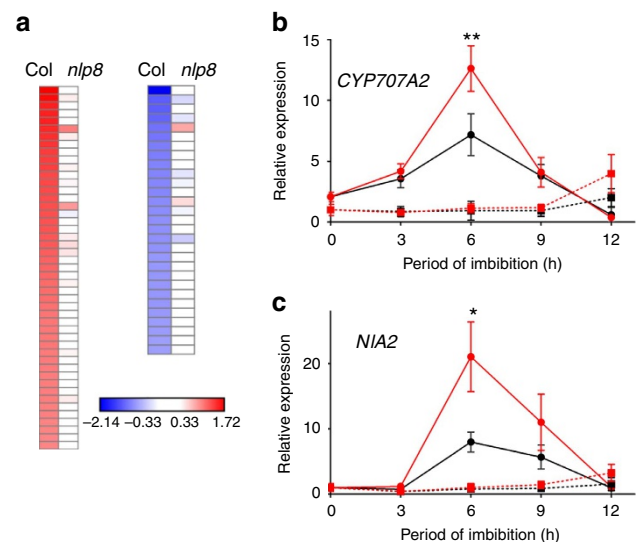 a
Col nlp8
Col nlp8
−2.14 −0.33 0.33 1.72
b
**
CYP707A2
Relative expression
15
10
5
0
0 3 6 9 12
Period of imbibition (h)
c
*
NIA2
Relative expression
20
10
0
0 3 6 9 12
Period of imbibition (h)